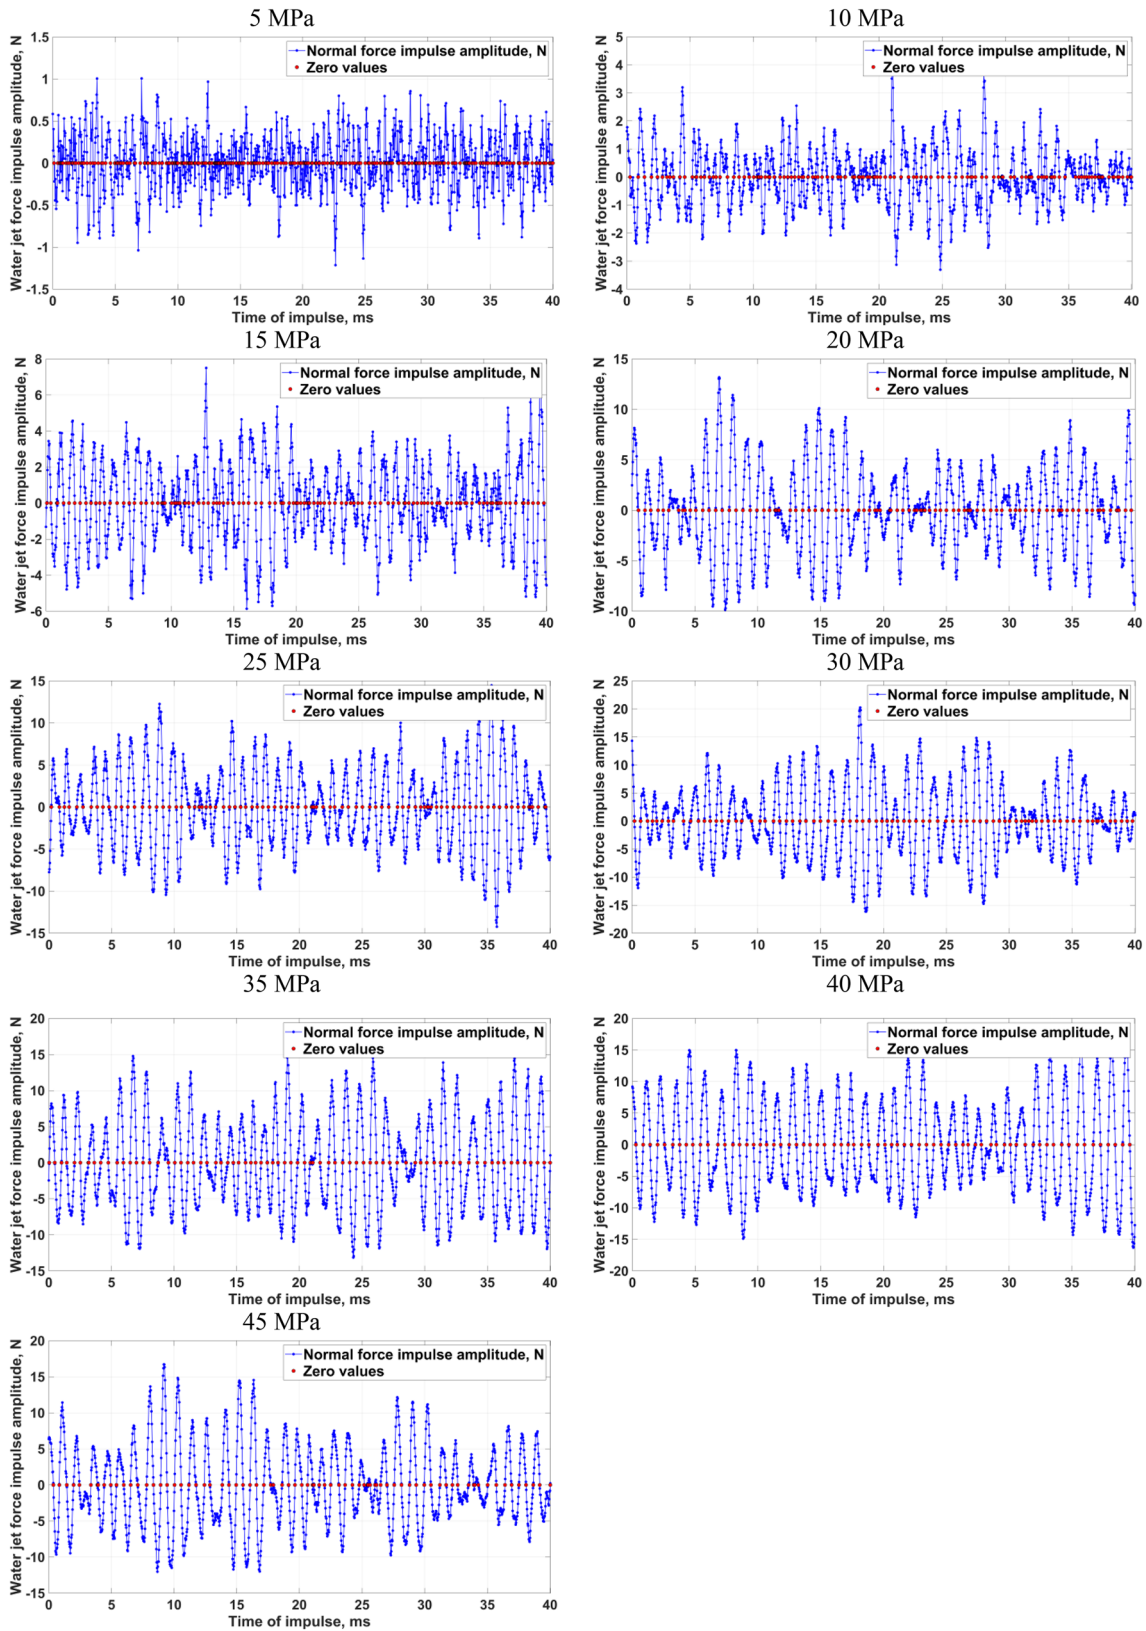 5 MPa
10 MPa
Water jet force impulse amplitude, N
1.5
1
0.5
0
-0.5
-1
-1.5
Normal force impulse amplitude, N
Zero values
0 5 10 15 20 25 30 35 40
Time of impulse, ms
Water jet force impulse amplitude, N
5
4
3
2
1
0
-1
-2
-3
-4
Normal force impulse amplitude, N
Zero values
0 5 10 15 20 25 30 35 40
Time of impulse, ms
15 MPa
20 MPa
Water jet force impulse amplitude, N
8
6
4
2
0
-2
-4
-6
Normal force impulse amplitude, N
Zero values
0 5 10 15 20 25 30 35 40
Time of impulse, ms
Water jet force impulse amplitude, N
15
10
5
0
-5
-10
Normal force impulse amplitude, N
Zero values
0 5 10 15 20 25 30 35 40
Time of impulse, ms
25 MPa
30 MPa
Water jet force impulse amplitude, N
15
10
5
0
-5
-10
-15
Normal force impulse amplitude, N
Zero values
0 5 10 15 20 25 30 35 40
Time of impulse, ms
Water jet force impulse amplitude, N
25
20
15
10
5
0
-5
-10
-15
-20
Normal force impulse amplitude, N
Zero values
0 5 10 15 20 25 30 35 40
Time of impulse, ms
35 MPa
40 MPa
Water jet force impulse amplitude, N
20
15
10
5
0
-5
-10
-15
Normal force impulse amplitude, N
Zero values
0 5 10 15 20 25 30 35 40
Time of impulse, ms
Water jet force impulse amplitude, N
20
15
10
5
0
-5
-10
-15
-20
Normal force impulse amplitude, N
Zero values
0 5 10 15 20 25 30 35 40
Time of impulse, ms
45 MPa
Water jet force impulse amplitude, N
20
15
10
5
0
-5
-10
-15
Normal force impulse amplitude, N
Zero values
0 5 10 15 20 25 30 35 40
Time of impulse, ms